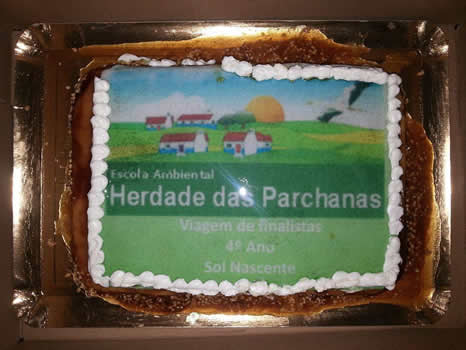 Escola Ambiental
Herdade das Parchanas
Viagem de finalistas
4º Ano
Sol Nascente